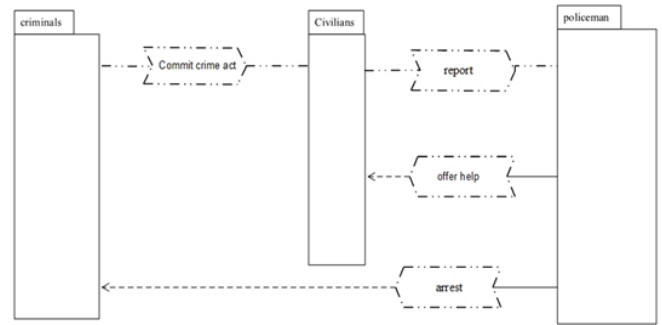 criminals
Civilians
policeman
Commit crime act
report
offer help
arrest